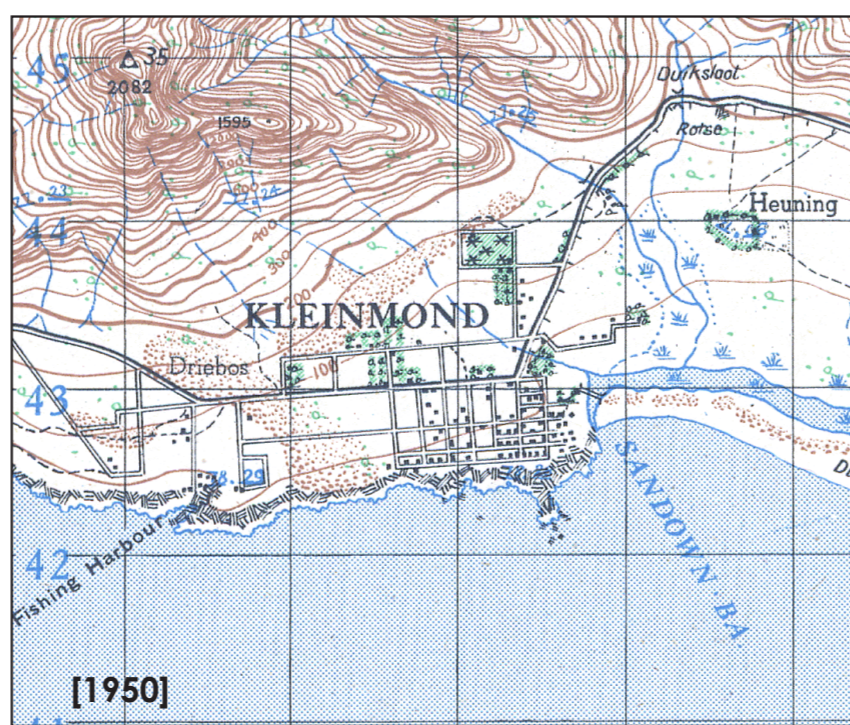 45
35
2082
Duiksloot
1595
Rotse
44
Heuning
400
300
200
KLEINMOND
Driebos
100
43
78.29
SANDOWN · BA
Fishing Harbour
42
[1950]